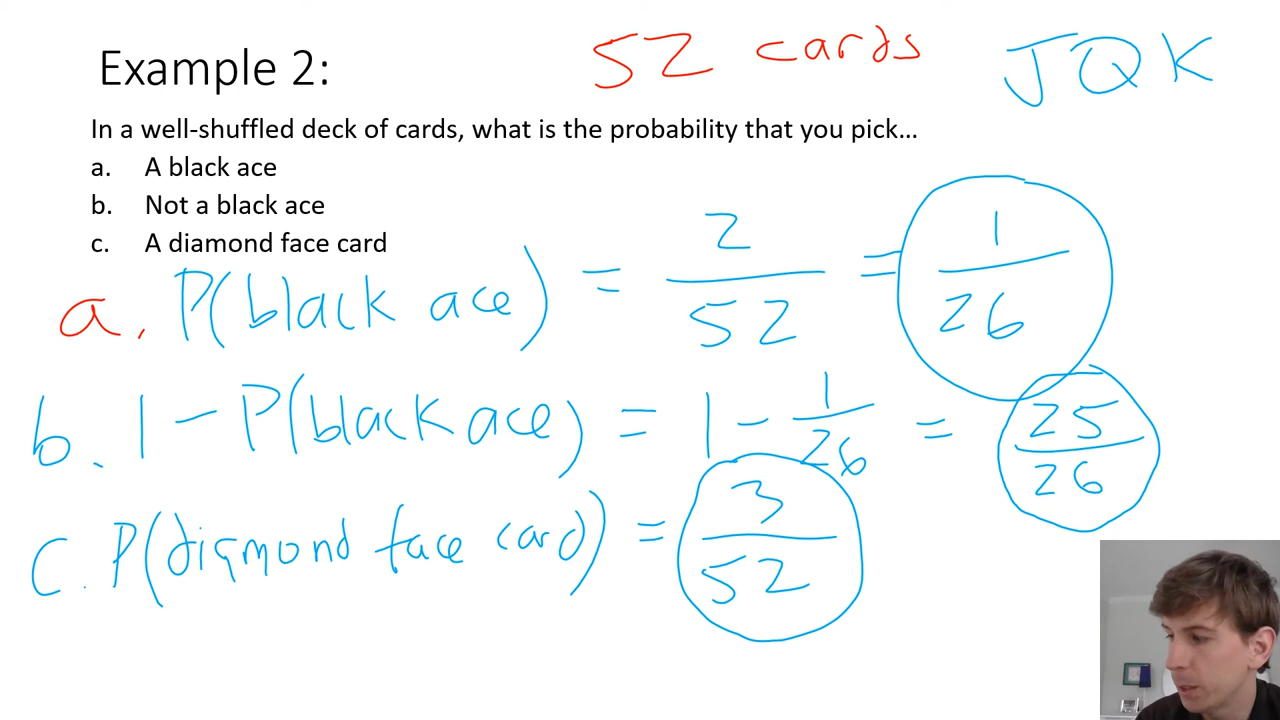 Example 2:
52 cards
J Q K
In a well-shuffled deck of cards, what is the probability that you pick…
a. A black ace
b. Not a black ace
c. A diamond face card
a. P(black ace) = 2/52 = 1/26
b. 1 - P(black ace) = 1 - 1/26 = 25/26
C. P(diamond face card) = 3/52